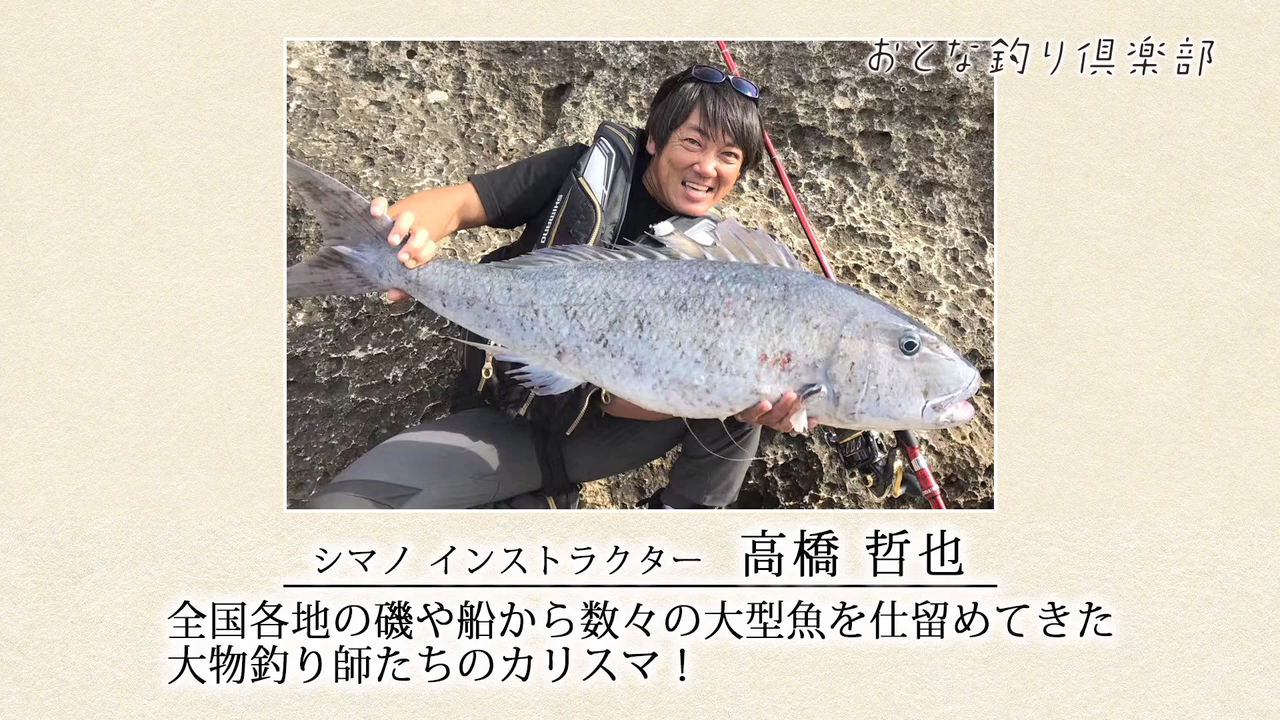 おとな釣り倶楽部
SHIMANO
シマノ インストラクター 高橋 哲也
全国各地の磯や船から数々の大型魚を仕留めてきた
大物釣り師たちのカリスマ！